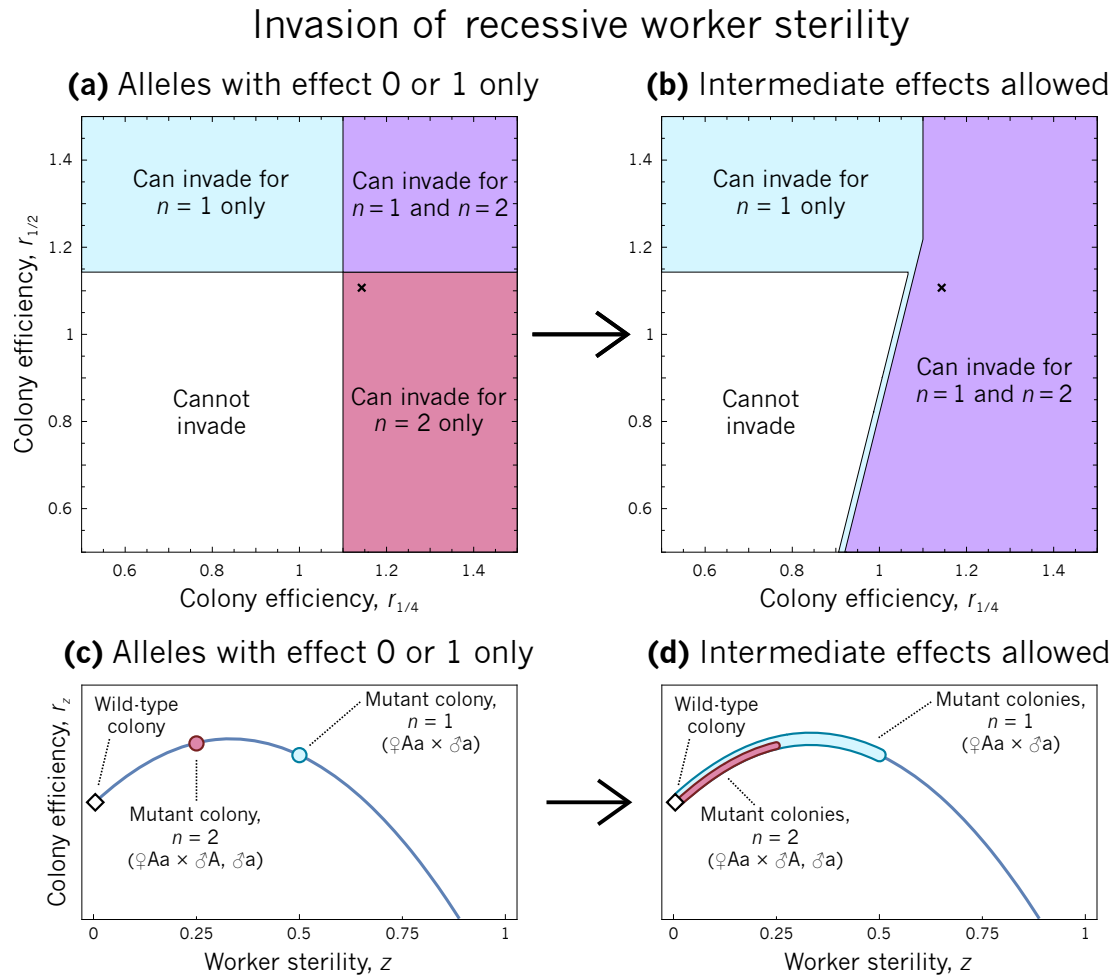 Invasion of recessive worker sterility
(a) Alleles with effect 0 or 1 only
Colony efficiency, r1/2
1.4
1.2
1
0.8
0.6
Can invade for
n = 1 only
Can invade for
n = 1 and n = 2
Cannot
invade
Can invade for
n = 2 only
0.6
0.8
1
1.2
1.4
Colony efficiency, r1/4
(b) Intermediate effects allowed
1.4
1.2
1
0.8
0.6
Can invade for
n = 1 only
Cannot
invade
Can invade for
n = 1 and n = 2
0.6
0.8
1
1.2
1.4
Colony efficiency, r1/4
(c) Alleles with effect 0 or 1 only
Colony efficiency, rz
Wild-type
colony
Mutant colony,
n = 1
(♀Aa × ♂a)
Mutant colony,
n = 2
(♀Aa × ♂A, ♂a)
0
0.25
0.5
0.75
1
Worker sterility, z
(d) Intermediate effects allowed
Wild-type
colony
Mutant colonies,
n = 1
(♀Aa × ♂a)
Mutant colonies,
n = 2
(♀Aa × ♂A, ♂a)
0
0.25
0.5
0.75
1
Worker sterility, z